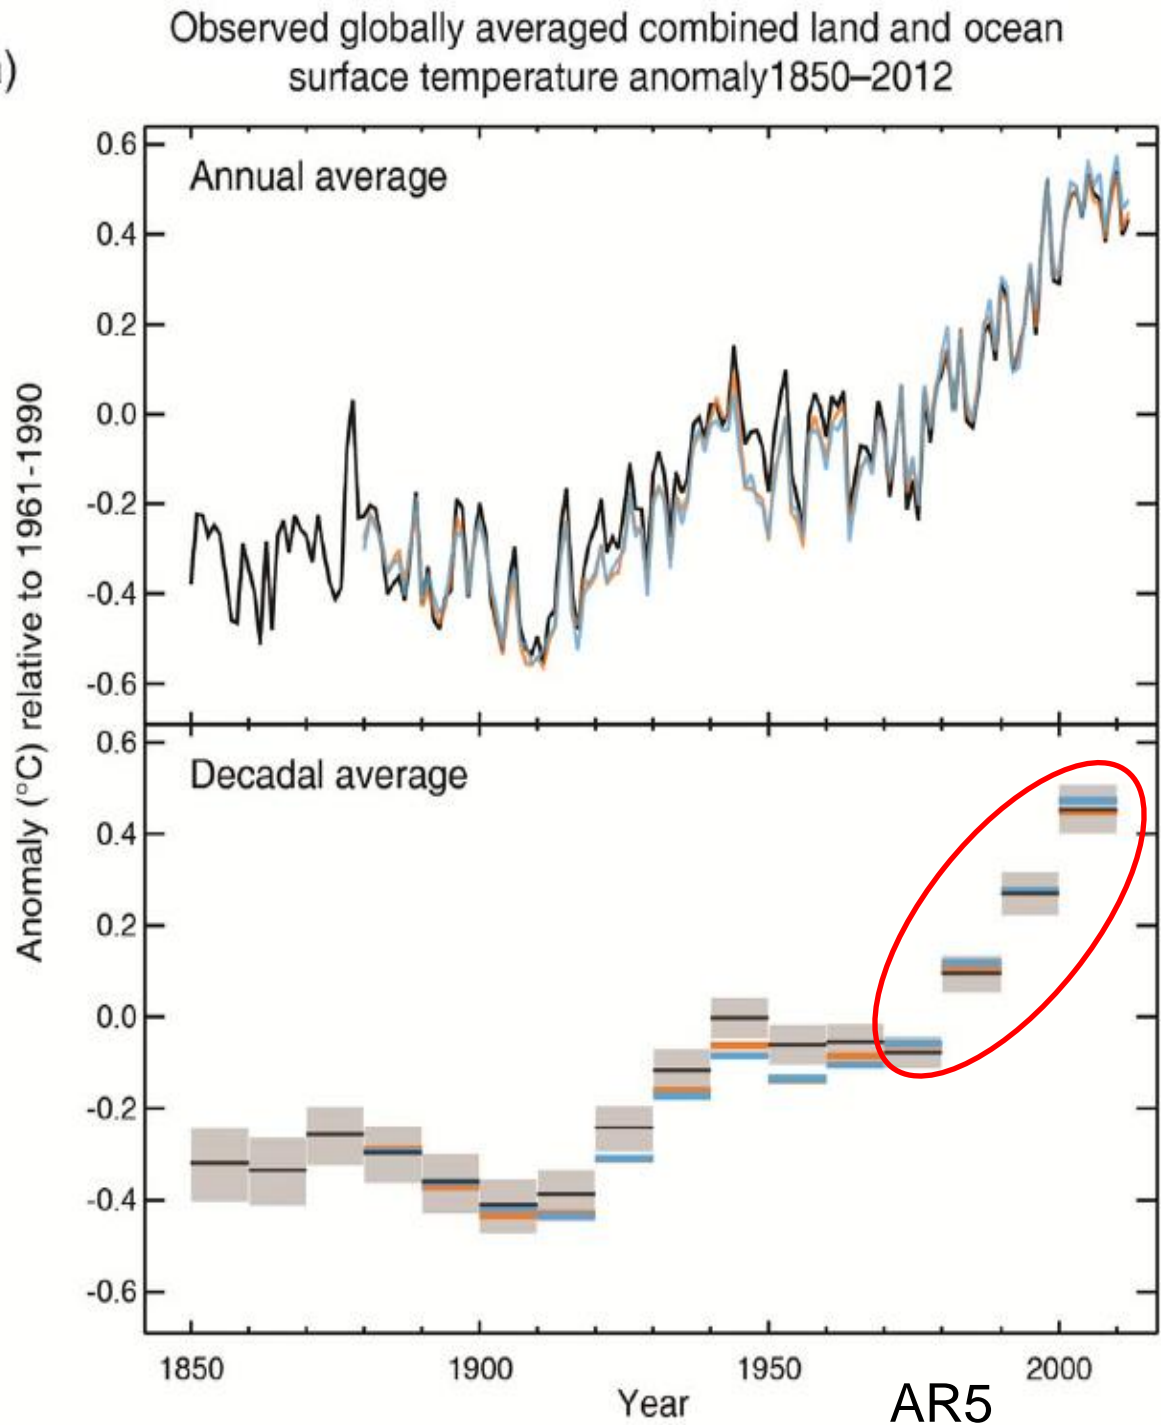 Observed globally averaged combined land and ocean
surface temperature anomaly1850–2012
)
Annual average
0.6
0.4
0.2
0.0
-0.2
-0.4
-0.6
Anomaly (°C) relative to 1961-1990
Decadal average
0.6
0.4
0.2
0.0
-0.2
-0.4
-0.6
1850
1900
1950
2000
Year
AR5